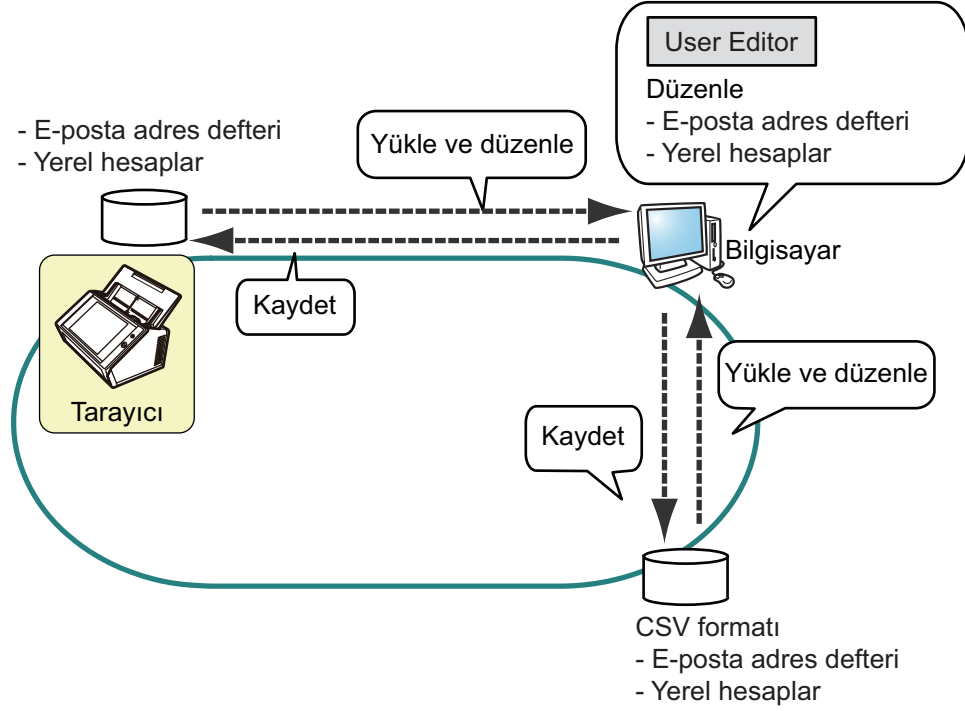 User Editor
Düzenle
- E-posta adres defteri
- Yerel hesaplar
- E-posta adres defteri
- Yerel hesaplar
Yükle ve düzenle
Bilgisayar
Kaydet
Tarayıcı
Yükle ve düzenle
Kaydet
CSV formatı
- E-posta adres defteri
- Yerel hesaplar